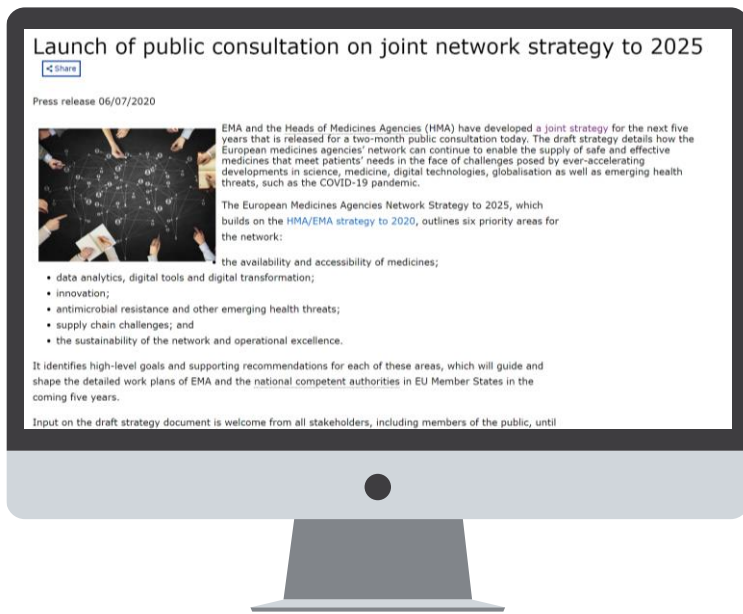 Launch of public consultation on joint network strategy to 2025
Share
Press release 06/07/2020
EMA and the Heads of Medicines Agencies (HMA) have developed a joint strategy for the next five
years that is released for a two-month public consultation today. The draft strategy details how the
European medicines agencies' network can continue to enable the supply of safe and effective
medicines that meet patients' needs in the face of challenges posed by ever-accelerating
developments in science, medicine, digital technologies, globalisation as well as emerging health
threats, such as the COVID-19 pandemic.
The European Medicines Agencies Network Strategy to 2025, which
builds on the HMA/EMA strategy to 2020, outlines six priority areas for
the network:
• the availability and accessibility of medicines;
• data analytics, digital tools and digital transformation;
• innovation;
• antimicrobial resistance and other emerging health threats;
• supply chain challenges; and
• the sustainability of the network and operational excellence.
It identifies high-level goals and supporting recommendations for each of these areas, which will guide and
shape the detailed work plans of EMA and the national competent authorities in EU Member States in the
coming five years.
Input on the draft strategy document is welcome from all stakeholders, including members of the public, until